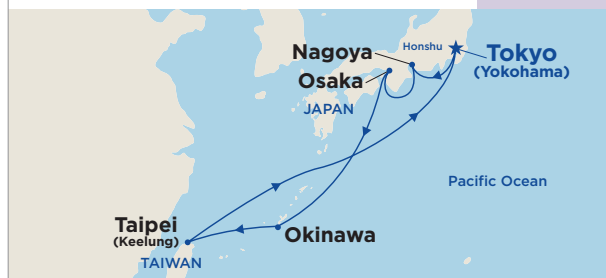 Nagoya
Honshu
Tokyo
(Yokohama)
Osaka
JAPAN
Pacific Ocean
Taipei
(Keelung)
Okinawa
TAIWAN